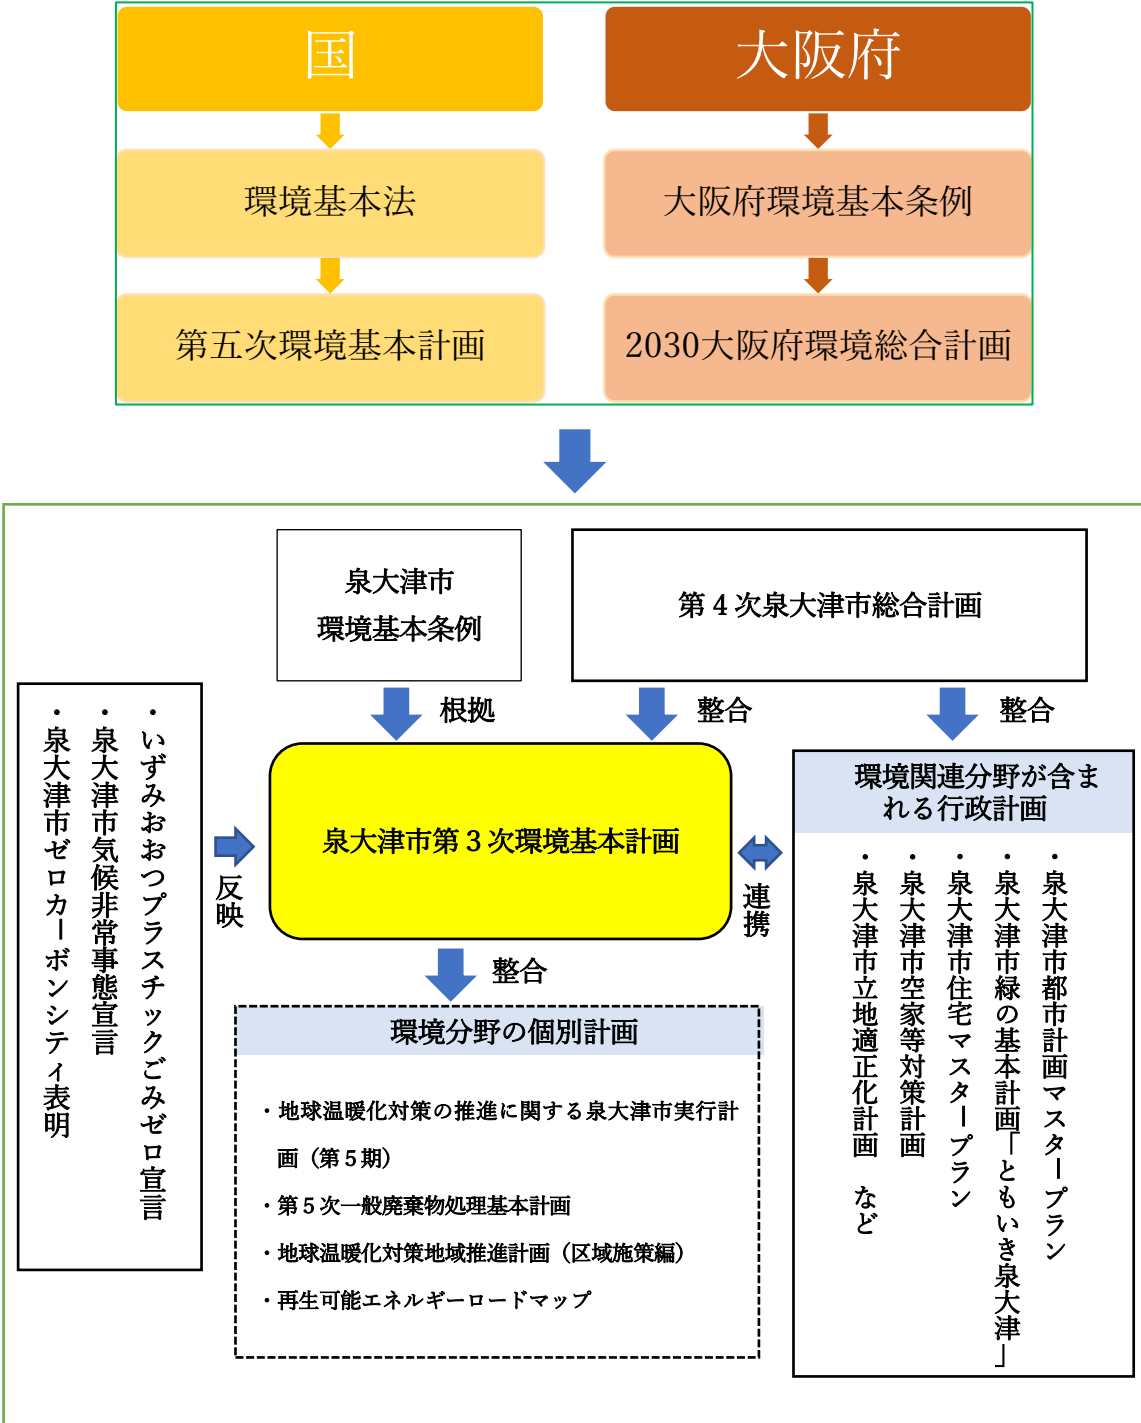 国
大阪府
環境基本法
大阪府環境基本条例
第五次環境基本計画
2030大阪府環境総合計画
泉大津市
環境基本条例
第4次泉大津市総合計画
根拠
整合
整合
・いずみおおつプラスチックごみゼロ宣言
・泉大津市気候非常事態宣言
・泉大津市ゼロカーボンシティ表明
反映
泉大津市第3次環境基本計画
連携
環境関連分野が含ま
れる行政計画
・泉大津市都市計画マスタープラン
・泉大津市緑の基本計画「ともいき泉大津」
・泉大津市住宅マスタープラン
・泉大津市空家等対策計画
・泉大津市立地適正化計画　など
整合
環境分野の個別計画
・地球温暖化対策の推進に関する泉大津市実行計
画（第5期）
・第5次一般廃棄物処理基本計画
・地球温暖化対策地域推進計画（区域施策編）
・再生可能エネルギーロードマップ